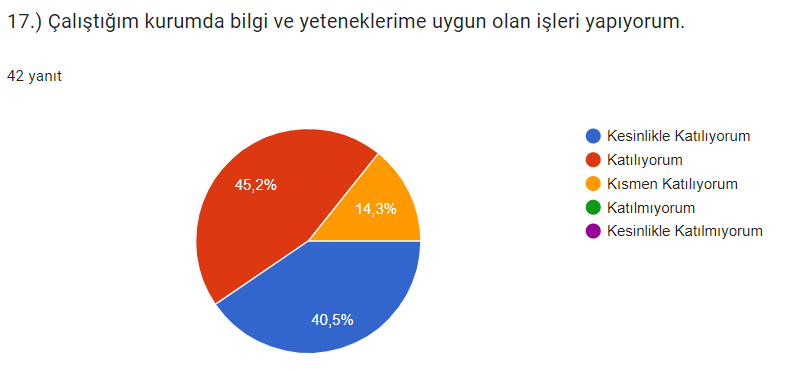 17.) Çalıştığım kurumda bilgi ve yeteneklerime uygun olan işleri yapıyorum.
42 yanıt
Kesinlikle Katılıyorum
Katılıyorum
Kısmen Katılıyorum
Katılmıyorum
Kesinlikle Katılmıyorum
45,2%
14,3%
40,5%